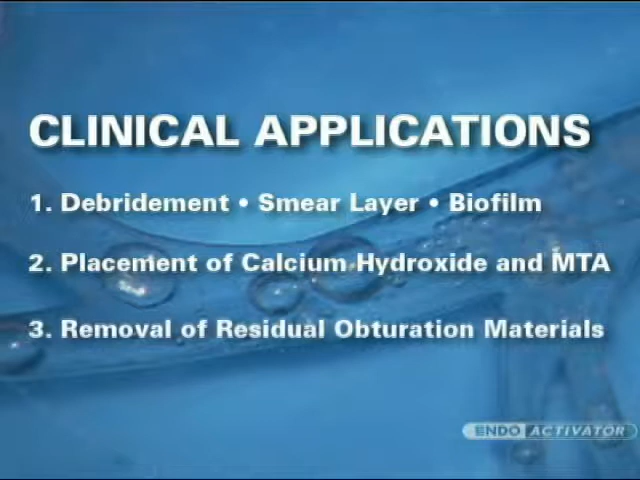 CLINICAL APPLICATIONS
1. Debridement • Smear Layer • Biofilm
2. Placement of Calcium Hydroxide and MTA
3. Removal of Residual Obturation Materials
ENDO ACTIVATOR